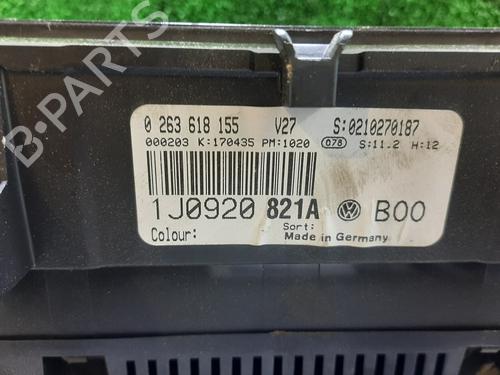 B-PARTS
0 263 618 155 V27 S:0210270187
000203 K:170435 PM:1020 078 S:11.2 H:12
1J0920 821A B00
Colour: Sort:
Made in Germany